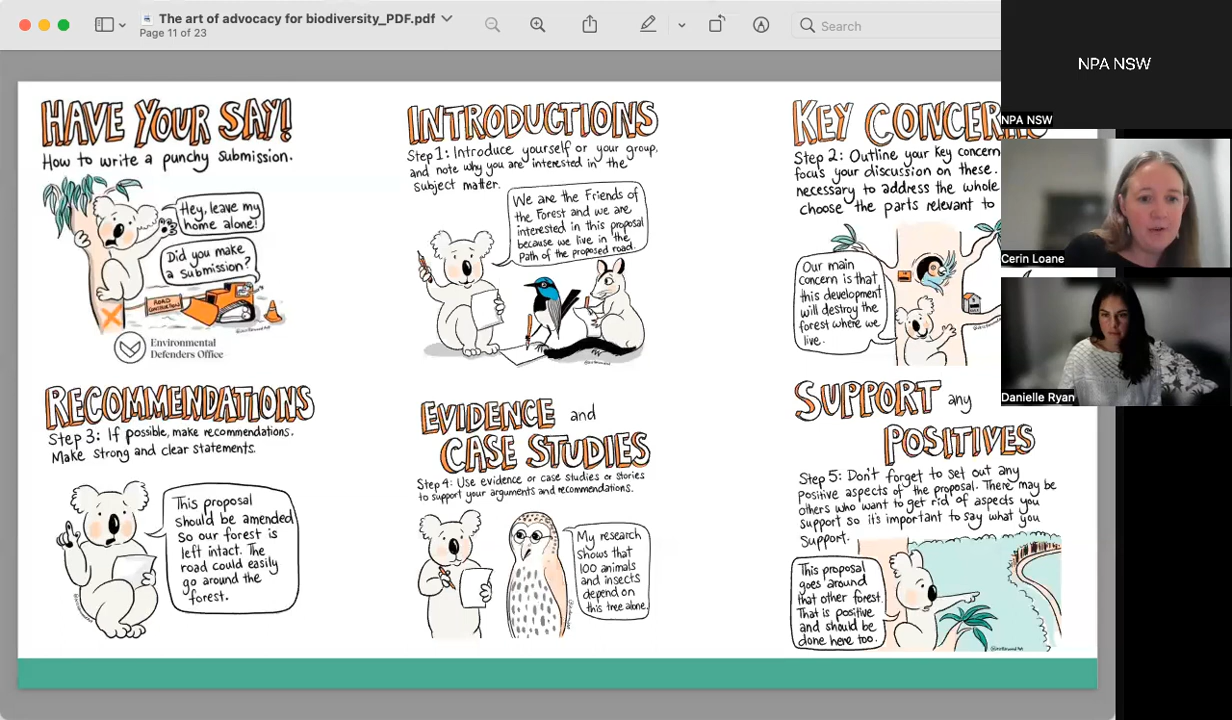 The art of advocacy for biodiversity_PDF.pdf
Page 11 of 23
Search
NPA NSW
NPA NSW
Cerin Loane
Danielle Ryan
HAVE YOUR SAY!
How to write a punchy submission.
Hey, leave my
home alone!
Did you make
a submission?
ROAD
CONSTRUCTION
Environmental
Defenders Office
INTRODUCTIONS
Step 1: Introduce yourself or your group,
and note why you are interested in the
subject matter.
We are the Friends of
the Forest and we are
interested in this proposal
because we live in the
Path of the proposed road.
KEY CONCERNS
Step 2: Outline your key concern
focus your discussion on these.
necessary to address the whole
choose the parts relevant to
Our main
concern is that
this development
will destroy the
forest where we
live.
RECOMMENDATIONS
Step 3: If possible, make recommendations.
Make strong and clear statements.
This proposal
should be amended
so our forest is
left intact. The
road could easily
go around the
forest.
EVIDENCE and
CASE STUDIES
Step 4: Use evidence or case studies or stories
to support your arguments and recommendations.
My research
shows that
100 animals
and insects
depend on
this tree alone.
SUPPORT any
POSITIVES
Step 5: Don't forget to set out any
positive aspects of the proposal. There may be
others who want to get rid of aspects you
support so it's important to say what you
support.
This proposal
goes around
that other forest.
That is positive
and should be
done here too.